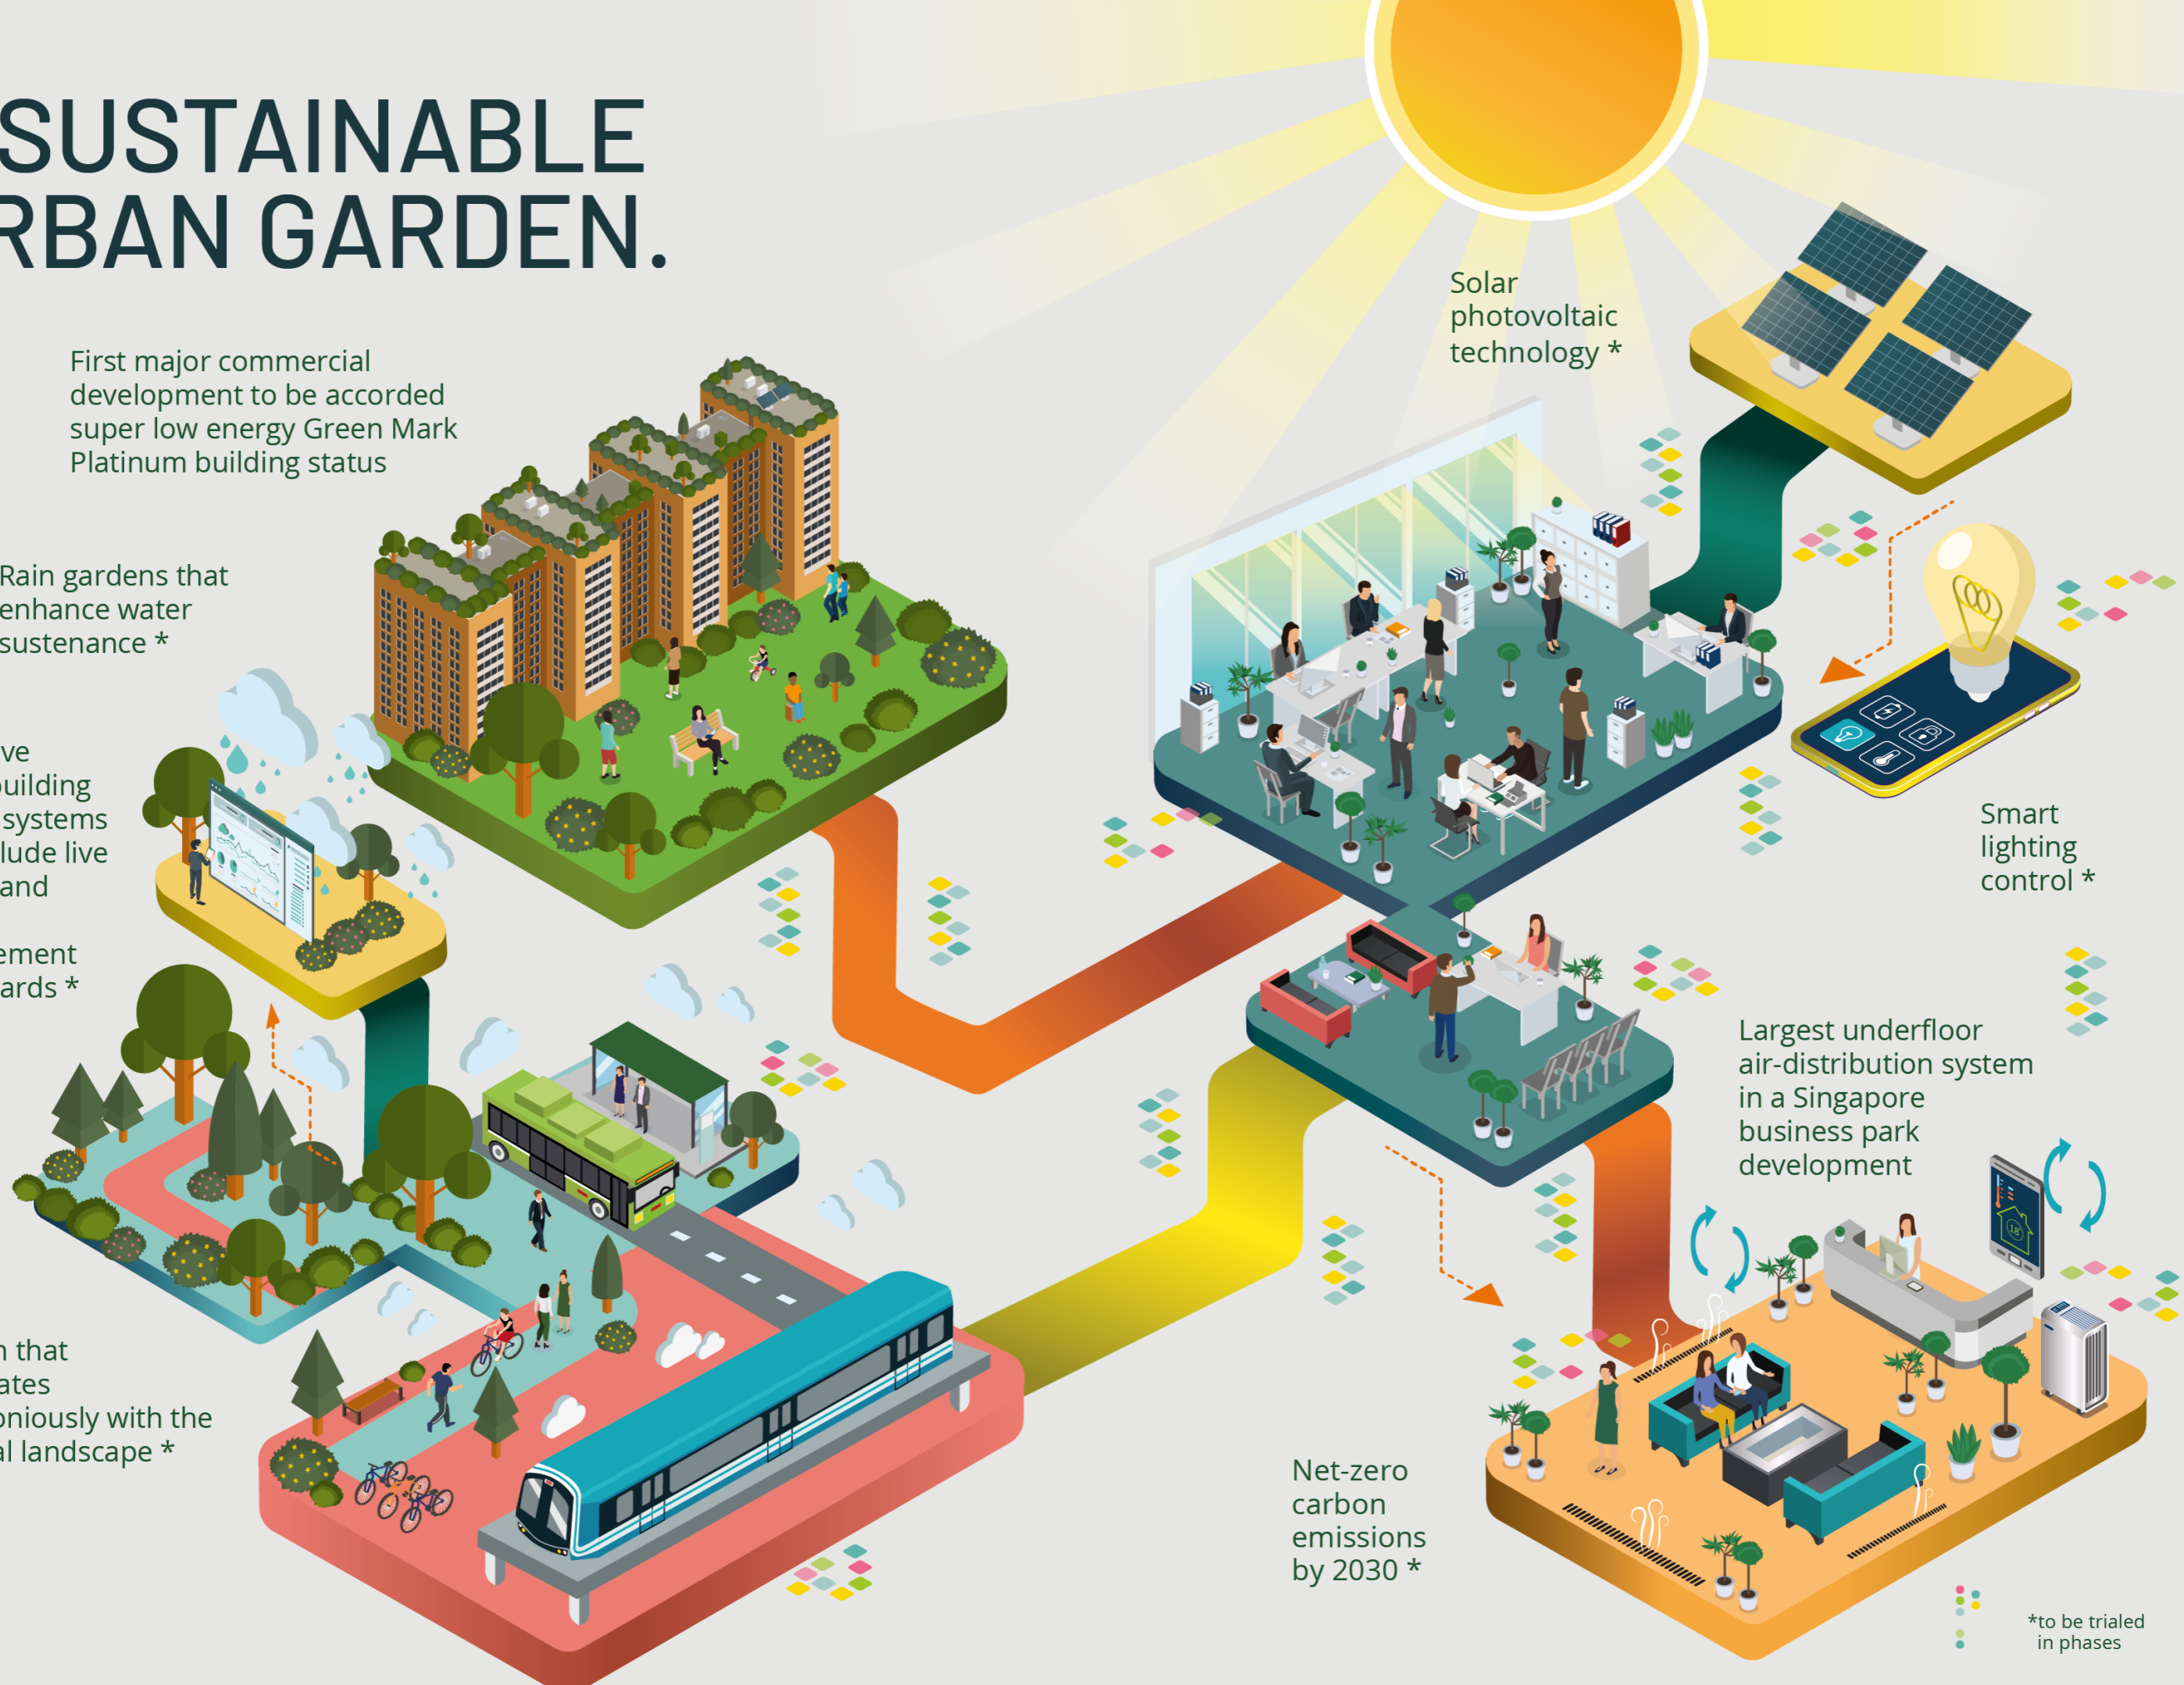 SUSTAINABLE
RBAN GARDEN.
First major commercial
development to be accorded
super low energy Green Mark
Platinum building status
Rain gardens that
enhance water
sustenance *
ve
building
systems
lude live
and
ement
ards *
n that
ates
oniously with the
al landscape *
Solar
photovoltaic
technology *
Smart
lighting
control *
Largest underfloor
air-distribution system
in a Singapore
business park
development
18°
Net-zero
carbon
emissions
by 2030 *
*to be trialed
in phases